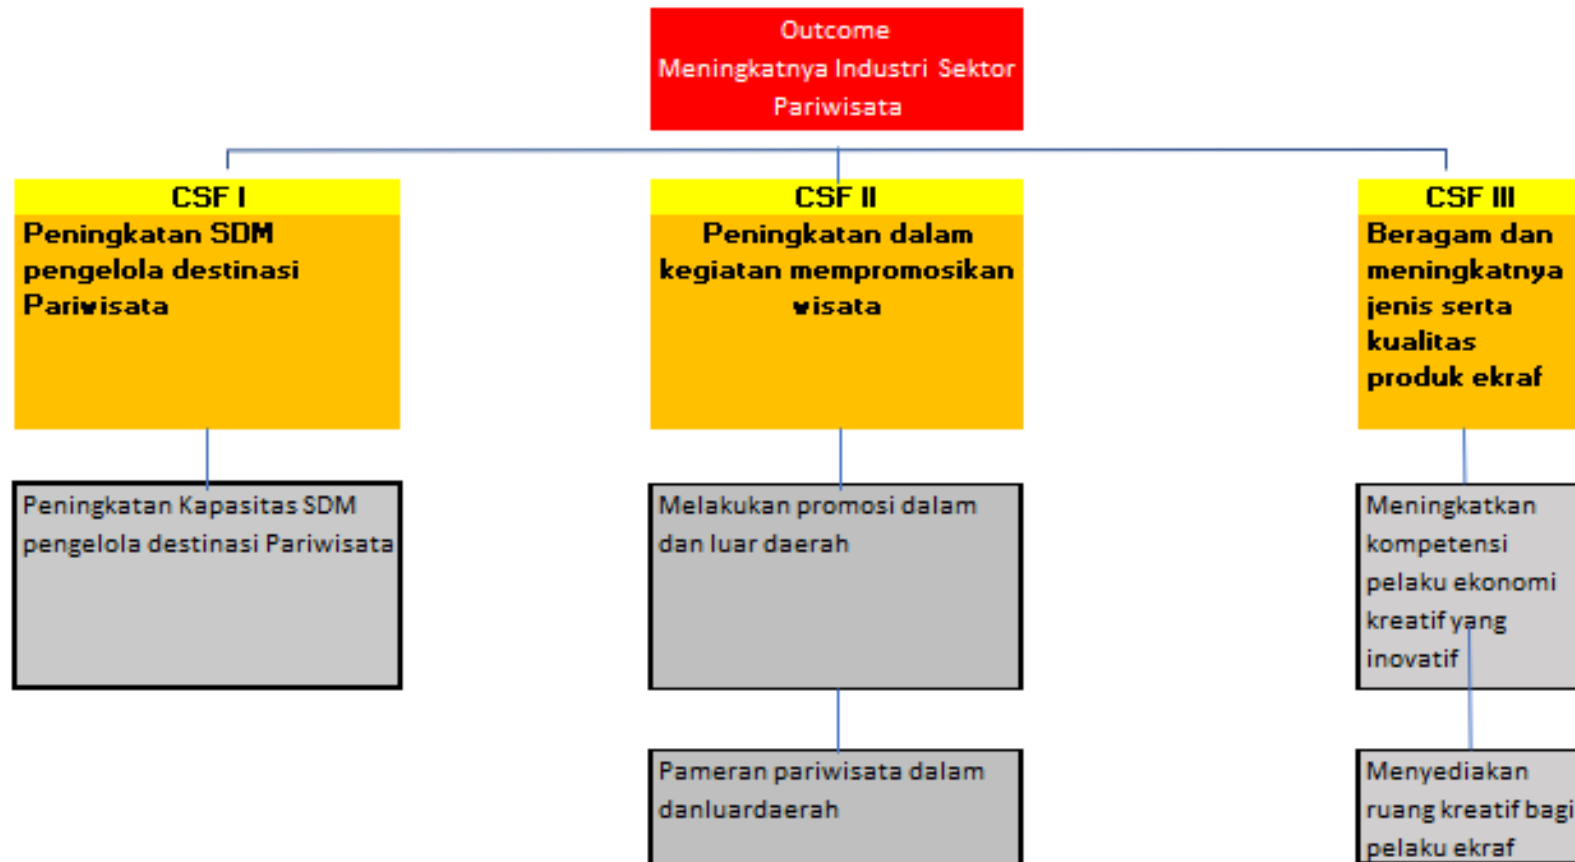 Outcome
Meningkatnya Industri Sektor
Pariwisata
CSF I
Peningkatan SDM
pengelola destinasi
Pariwisata
CSF II
Peningkatan dalam
kegiatan mempromosikan
wisata
CSF III
Beragam dan
meningkatnya
jenis serta
kualitas
produk ekraf
Peningkatan Kapasitas SDM
pengelola destinasi Pariwisata
Melakukan promosi dalam
dan luar daerah
Meningkatkan
kompetensi
pelaku ekonomi
kreatif yang
inovatif
Pameran pariwisata dalam
danluardaerah
Menyediakan
ruang kreatif bagi
pelaku ekraf